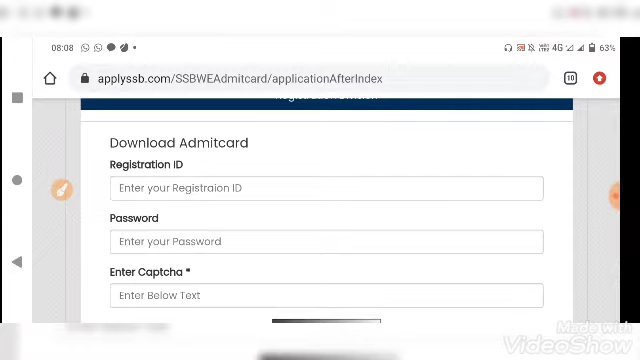 08:08
4G
63%
applyssb.com/SSBWEAdmitcard/applicationAfterIndex
10
Download Admitcard
Registration ID
Enter your Registraion ID
Password
Enter your Password
Enter Captcha *
Enter Below Text
Made with
VideoShow